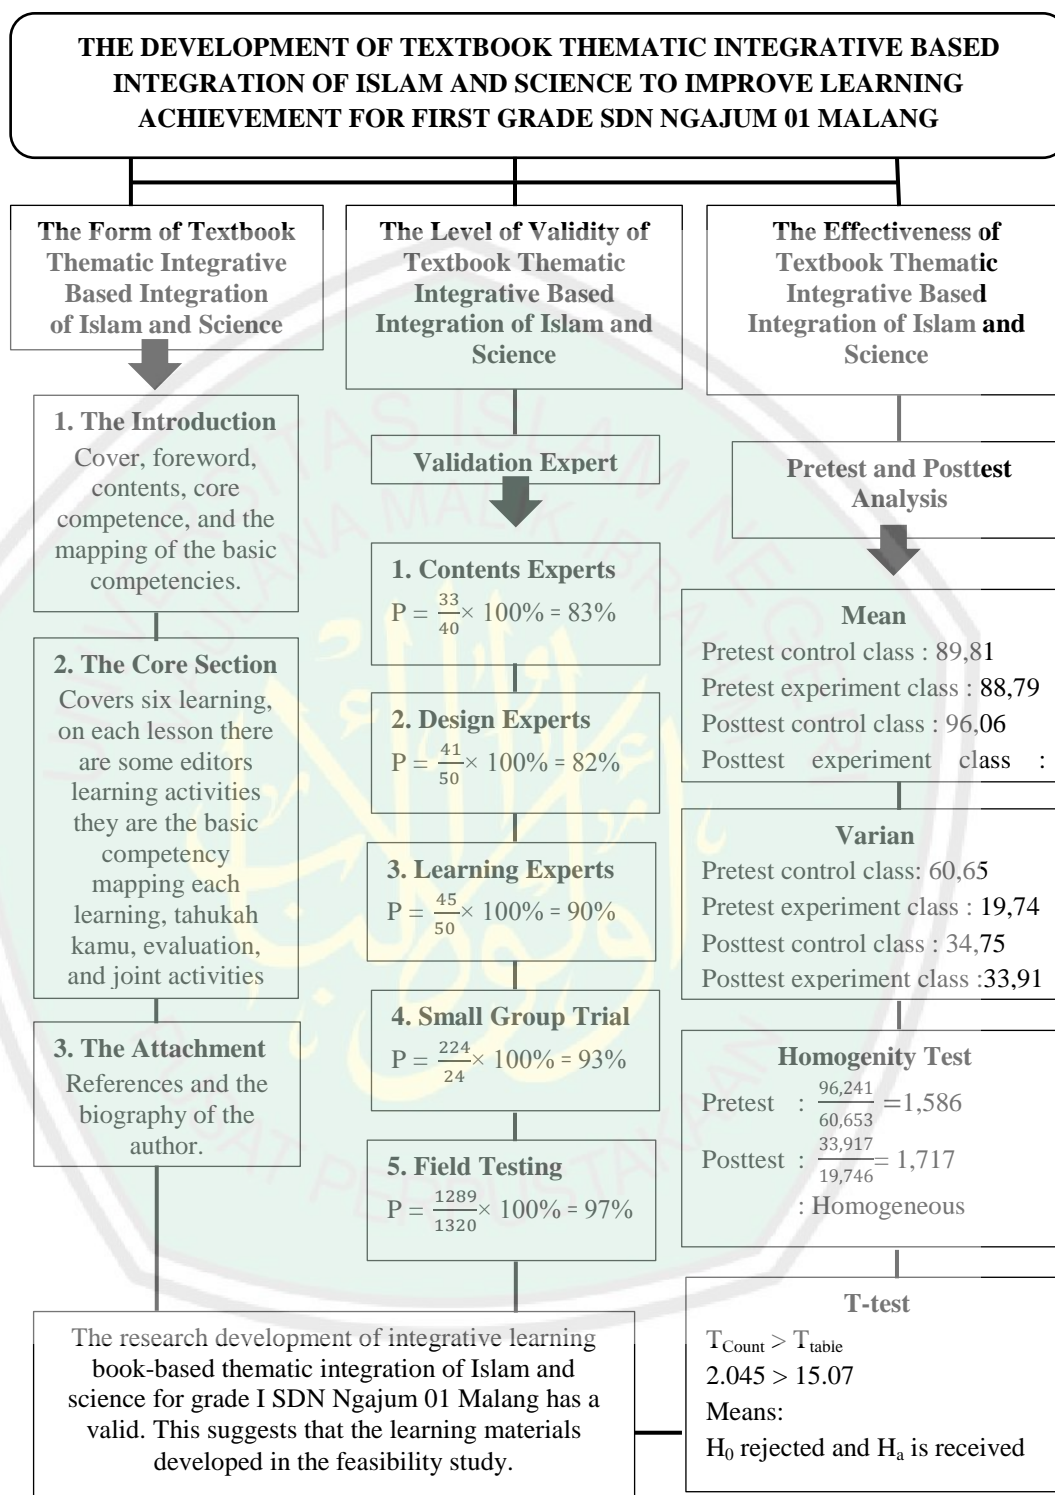 THE DEVELOPMENT OF TEXTBOOK THEMATIC INTEGRATIVE BASED
INTEGRATION OF ISLAM AND SCIENCE TO IMPROVE LEARNING
ACHIEVEMENT FOR FIRST GRADE SDN NGAJUM 01 MALANG
The Form of Textbook
Thematic Integrative
Based Integration
of Islam and Science
1. The Introduction
Cover, foreword,
contents, core
competence, and the
mapping of the basic
competencies.
2. The Core Section
Covers six learning,
on each lesson there
are some editors
learning activities
they are the basic
competency
mapping each
learning, tahukah
kamu, evaluation,
and joint activities
3. The Attachment
References and the
biography of the
author.
The Level of Validity of
Textbook Thematic
Integrative Based
Integration of Islam and
Science
Validation Expert
1. Contents Experts
P = 33/40 × 100% = 83%
2. Design Experts
P = 41/50 × 100% = 82%
3. Learning Experts
P = 45/50 × 100% = 90%
4. Small Group Trial
P = 224/24 × 100% = 93%
5. Field Testing
P = 1289/1320 × 100% = 97%
The Effectiveness of
Textbook Thematic
Integrative Based
Integration of Islam and
Science
Pretest and Posttest
Analysis
Mean
Pretest control class : 89,81
Pretest experiment class : 88,79
Posttest control class : 96,06
Posttest experiment class :
Varian
Pretest control class: 60,65
Pretest experiment class : 19,74
Posttest control class : 34,75
Posttest experiment class :33,91
Homogenity Test
Pretest : 96,241/60,653 =1,586
Posttest : 33,917/19,746 = 1,717
: Homogeneous
T-test
T Count > T table
2.045 > 15.07
Means:
H0 rejected and Ha is received
The research development of integrative learning
book-based thematic integration of Islam and
science for grade I SDN Ngajum 01 Malang has a
valid. This suggests that the learning materials
developed in the feasibility study.
UNIVERSITAS ISLAM NEGERI
MAULANA MALIK IBRAHIM
PUSAT PERPUSTAKAAN